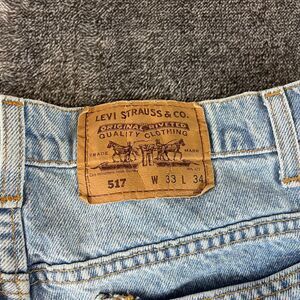 LEVI STRAUSS & CO.
ORIGINAL RIVETED
QUALITY CLOTHING
TRADE MARK
517 W 33 L 34